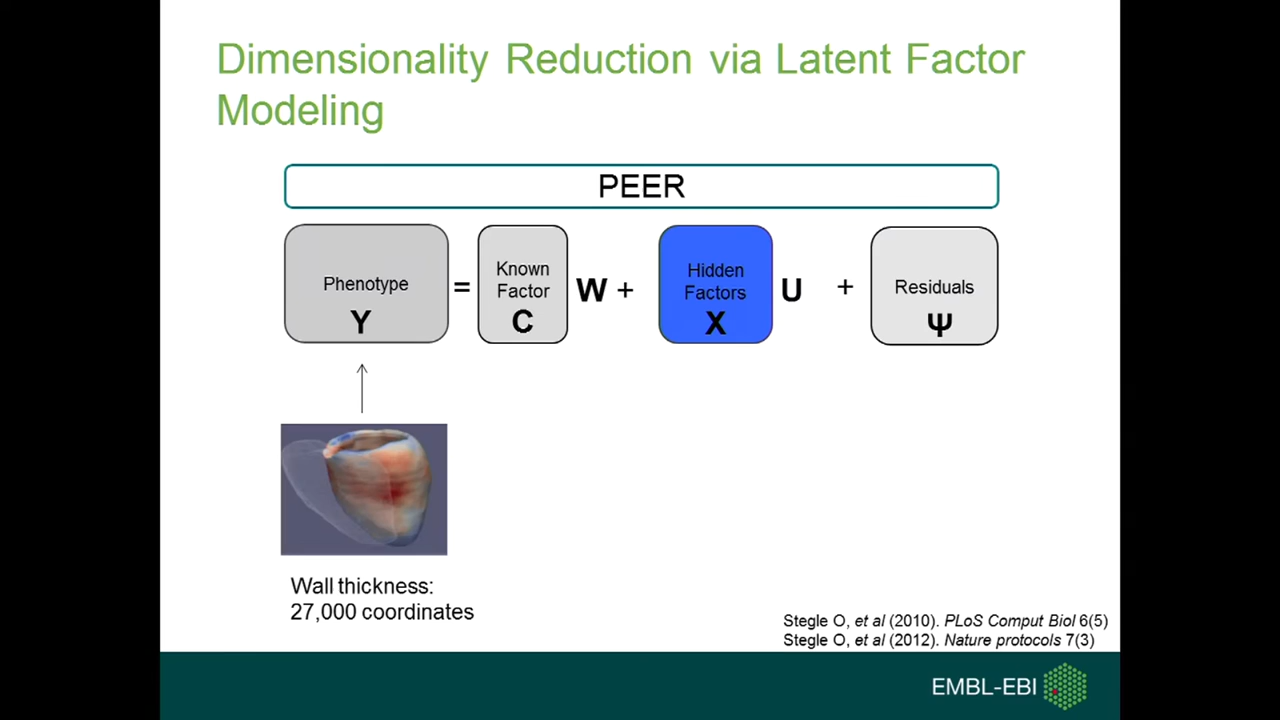 Dimensionality Reduction via Latent Factor
Modeling
PEER
Phenotype
Y
=
Known
Factor
C
W +
Hidden
Factors
X
U
+
Residuals
Ψ
Wall thickness:
27,000 coordinates
Stegle O, et al (2010). PLoS Comput Biol 6(5)
Stegle O, et al (2012). Nature protocols 7(3)
EMBL-EBI